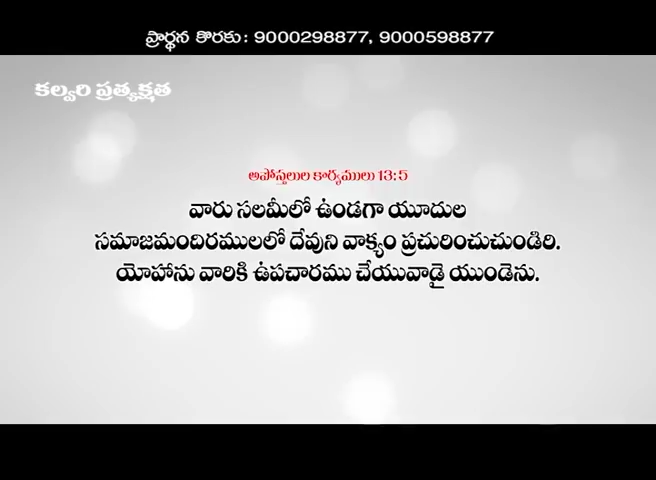 ప్రార్థన కొరకు: 9000298877, 9000598877
కల్వరి ప్రత్యక్షత
అపోస్తలుల కార్యములు 13:5
వారు సలమీలో ఉండగా యూదుల
సమాజమందిరములలో దేవుని వాక్యం ప్రచురించుచుండిరి.
యోహాను వారికి ఉపచారము చేయువాడై యుండెను.